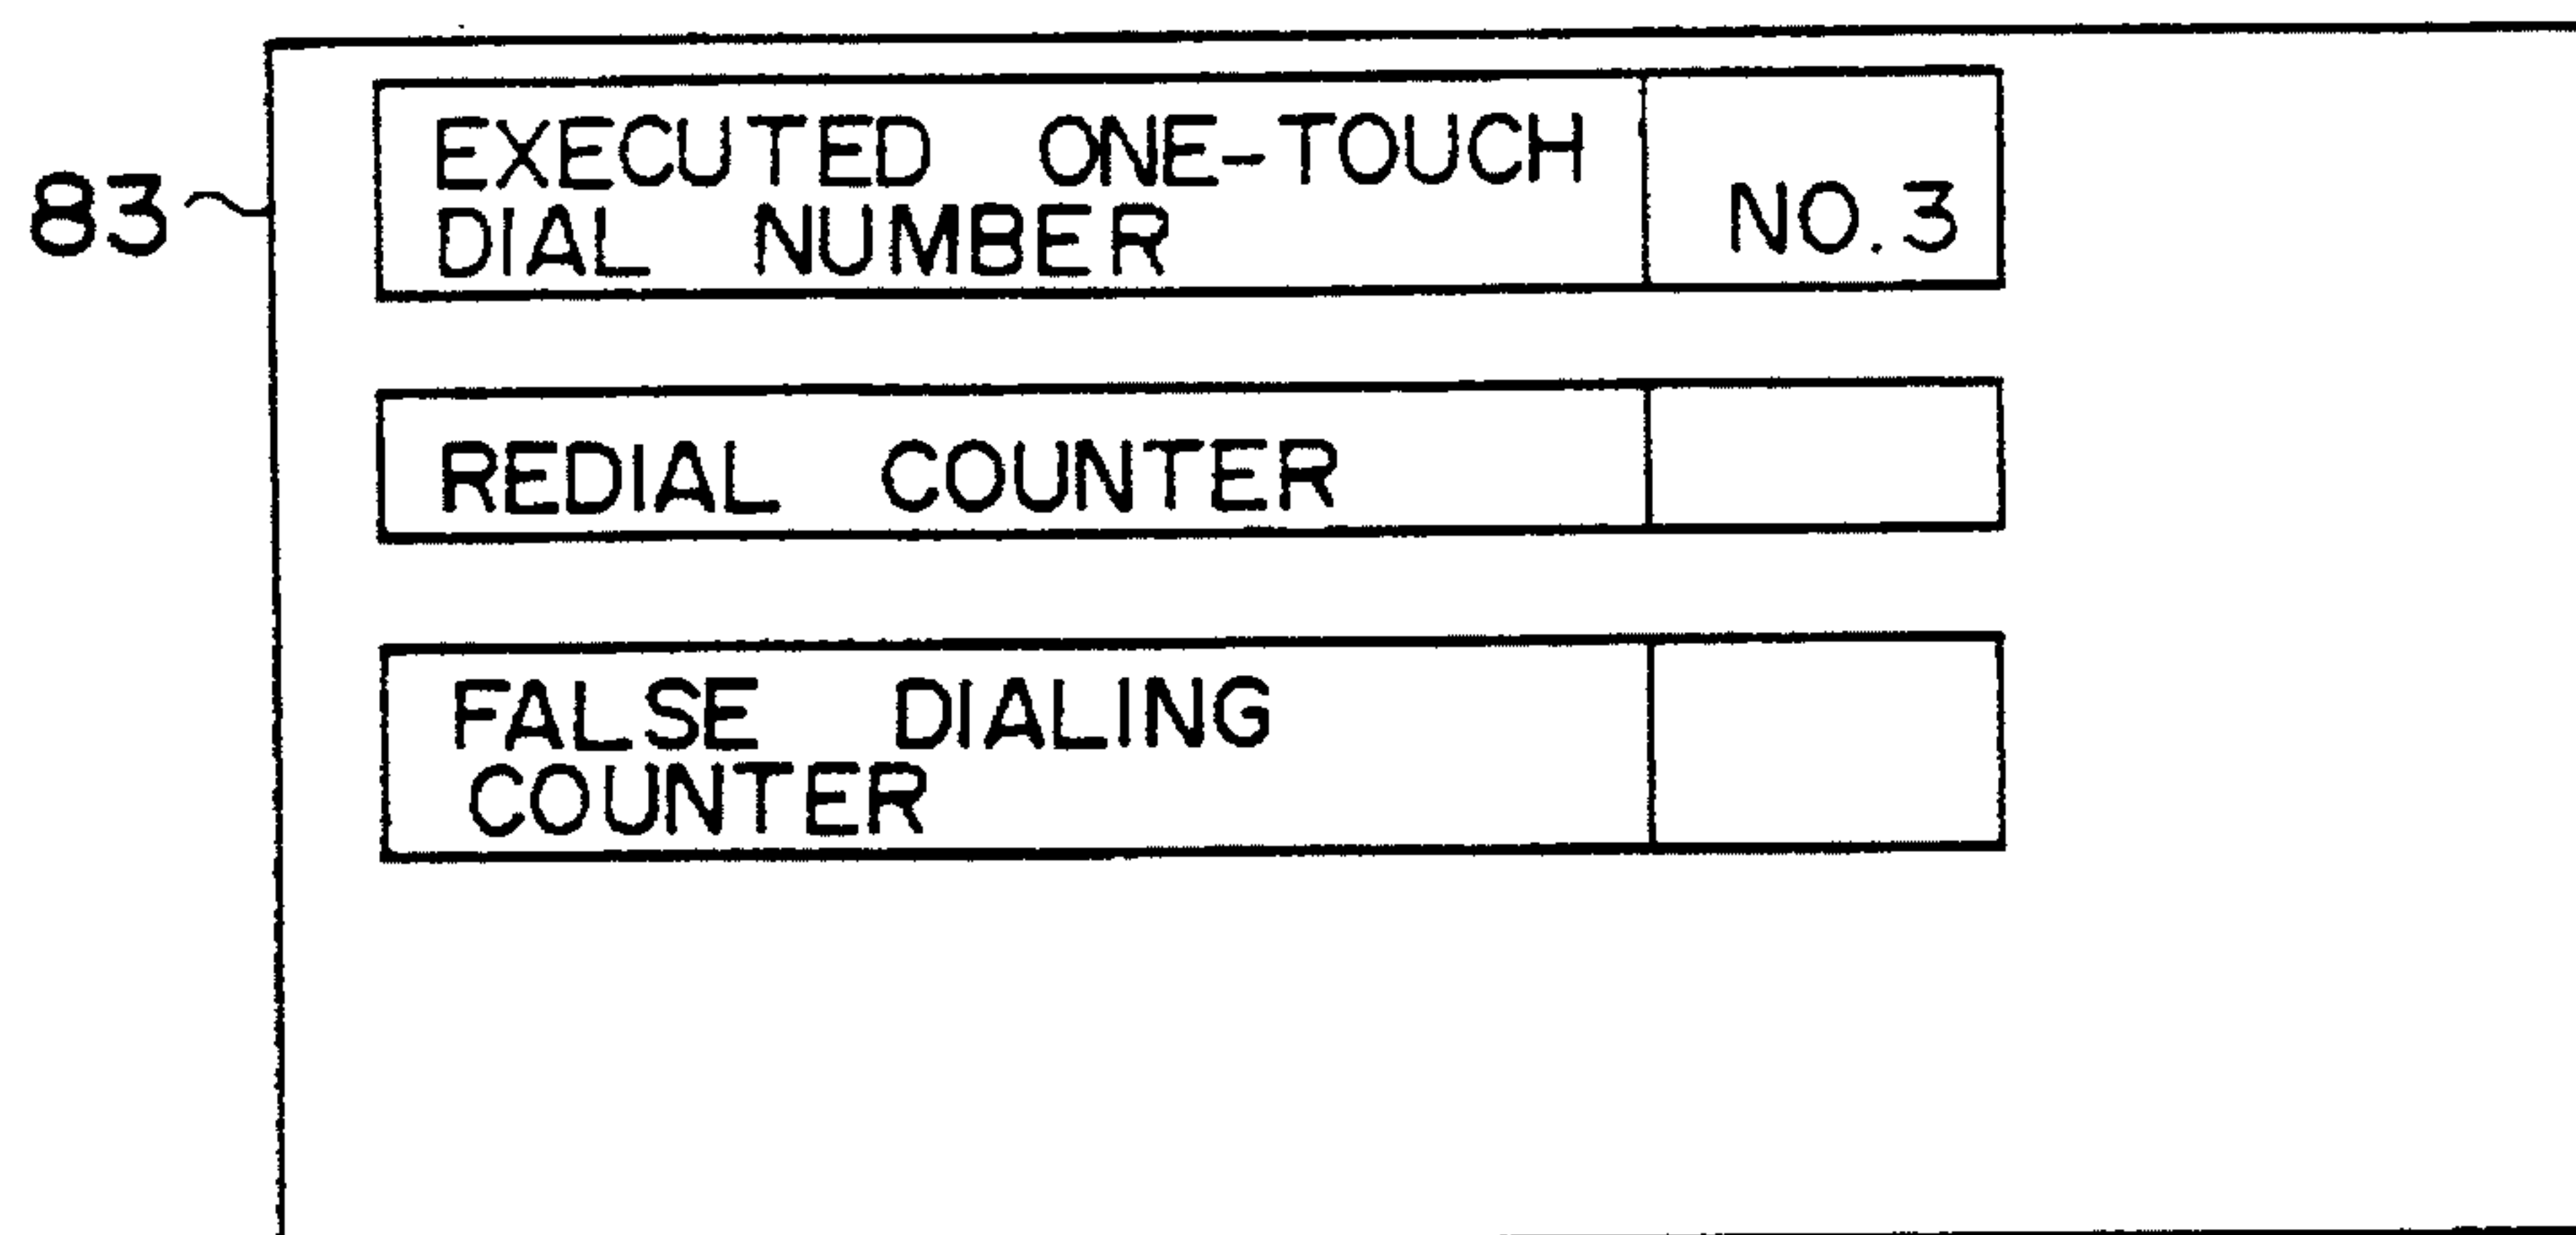 83
EXECUTED ONE-TOUCH
DIAL NUMBER
NO.3
REDIAL COUNTER
FALSE DIALING
COUNTER